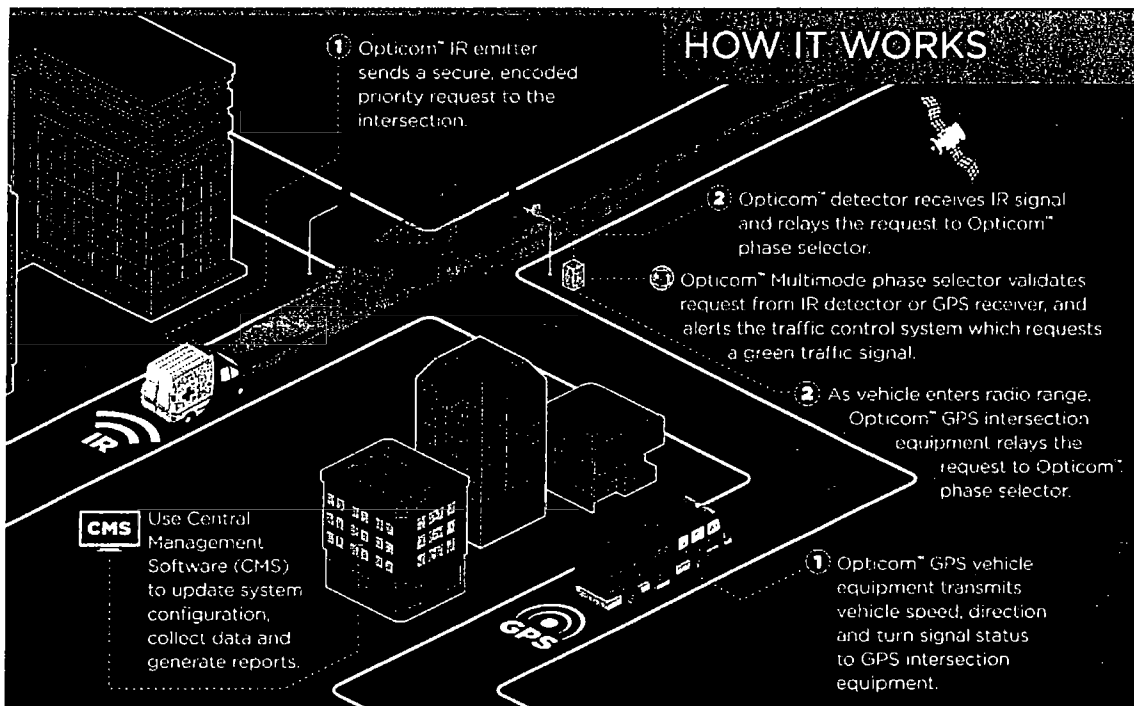 HOW IT WORKS
1 Opticom™ IR emitter
sends a secure, encoded
priority request to the
intersection.
2 Opticom™ detector receives IR signal
and relays the request to Opticom™
phase selector.
Opticom™ Multimode phase selector validates
request from IR detector or GPS receiver, and
alerts the traffic control system which requests
a green traffic signal.
2 As vehicle enters radio range,
Opticom™ GPS intersection
equipment relays the
request to Opticom™
phase selector.
1 Opticom™ GPS vehicle
equipment transmits
vehicle speed, direction
and turn signal status
to GPS intersection
equipment.
IR
GPS
CMS
Use Central
Management
Software (CMS)
to update system
configuration,
collect data and
generate reports.